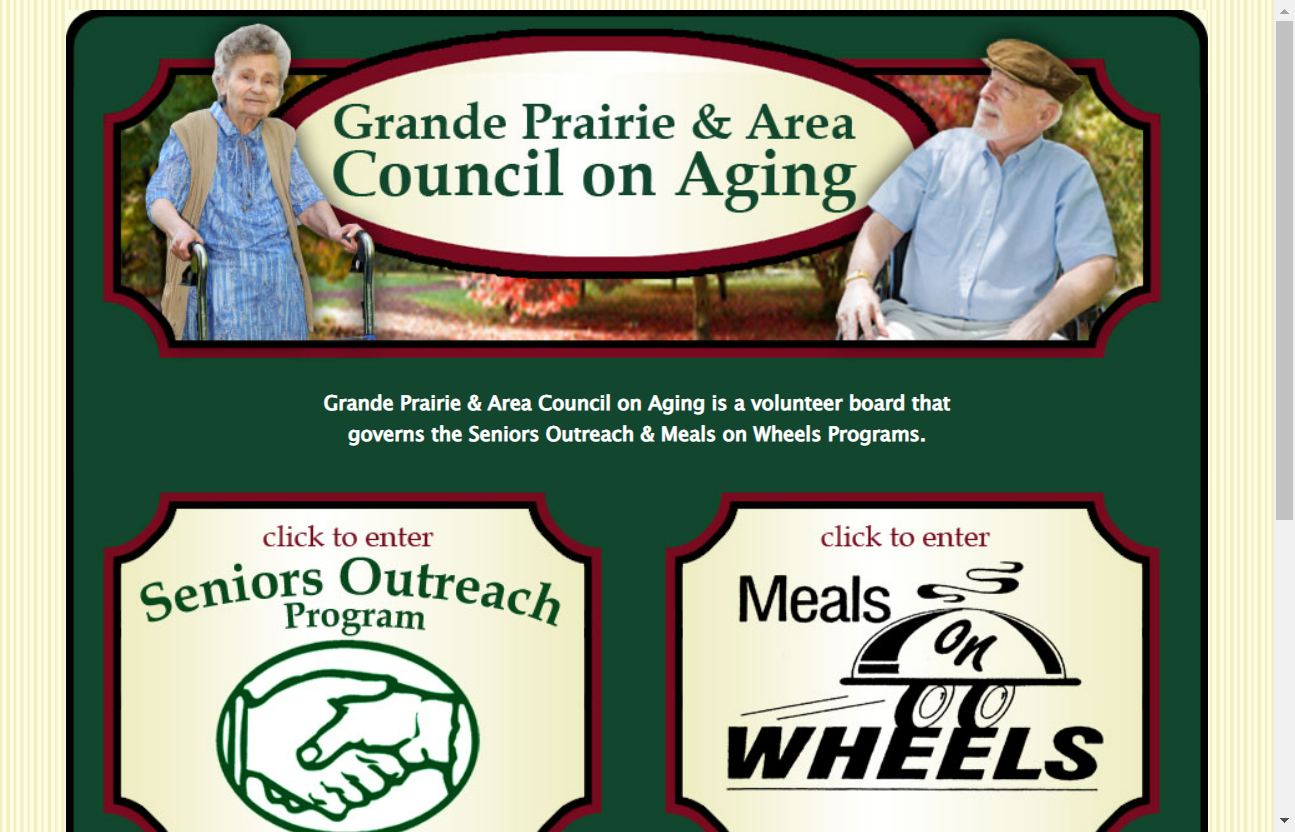 Grande Prairie & Area
Council on Aging
Grande Prairie & Area Council on Aging is a volunteer board that
governs the Seniors Outreach & Meals on Wheels Programs.
click to enter
Seniors Outreach
Program
click to enter
Meals
on
WHEELS